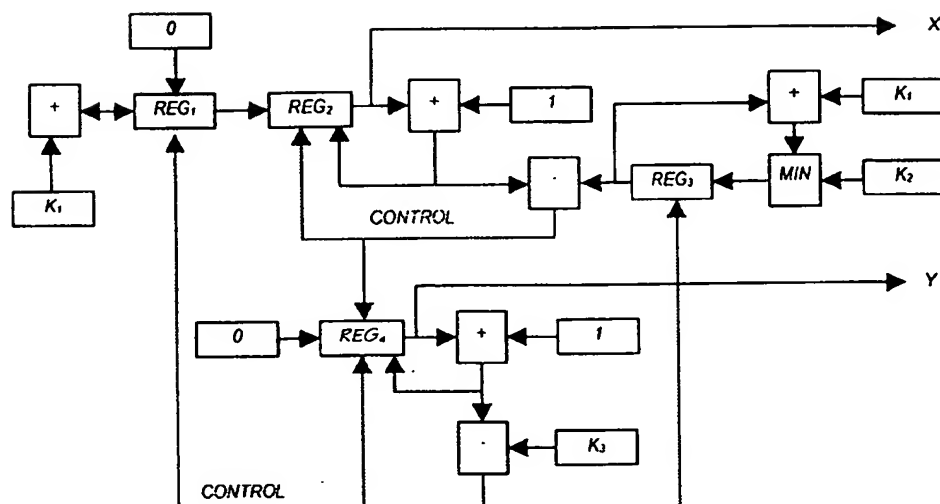 0
X
+
REG₁
REG₂
+
1
+
K₁
K₁
-
REG₃
MIN
K₂
CONTROL
Y
0
REG₄
+
1
-
K₃
CONTROL